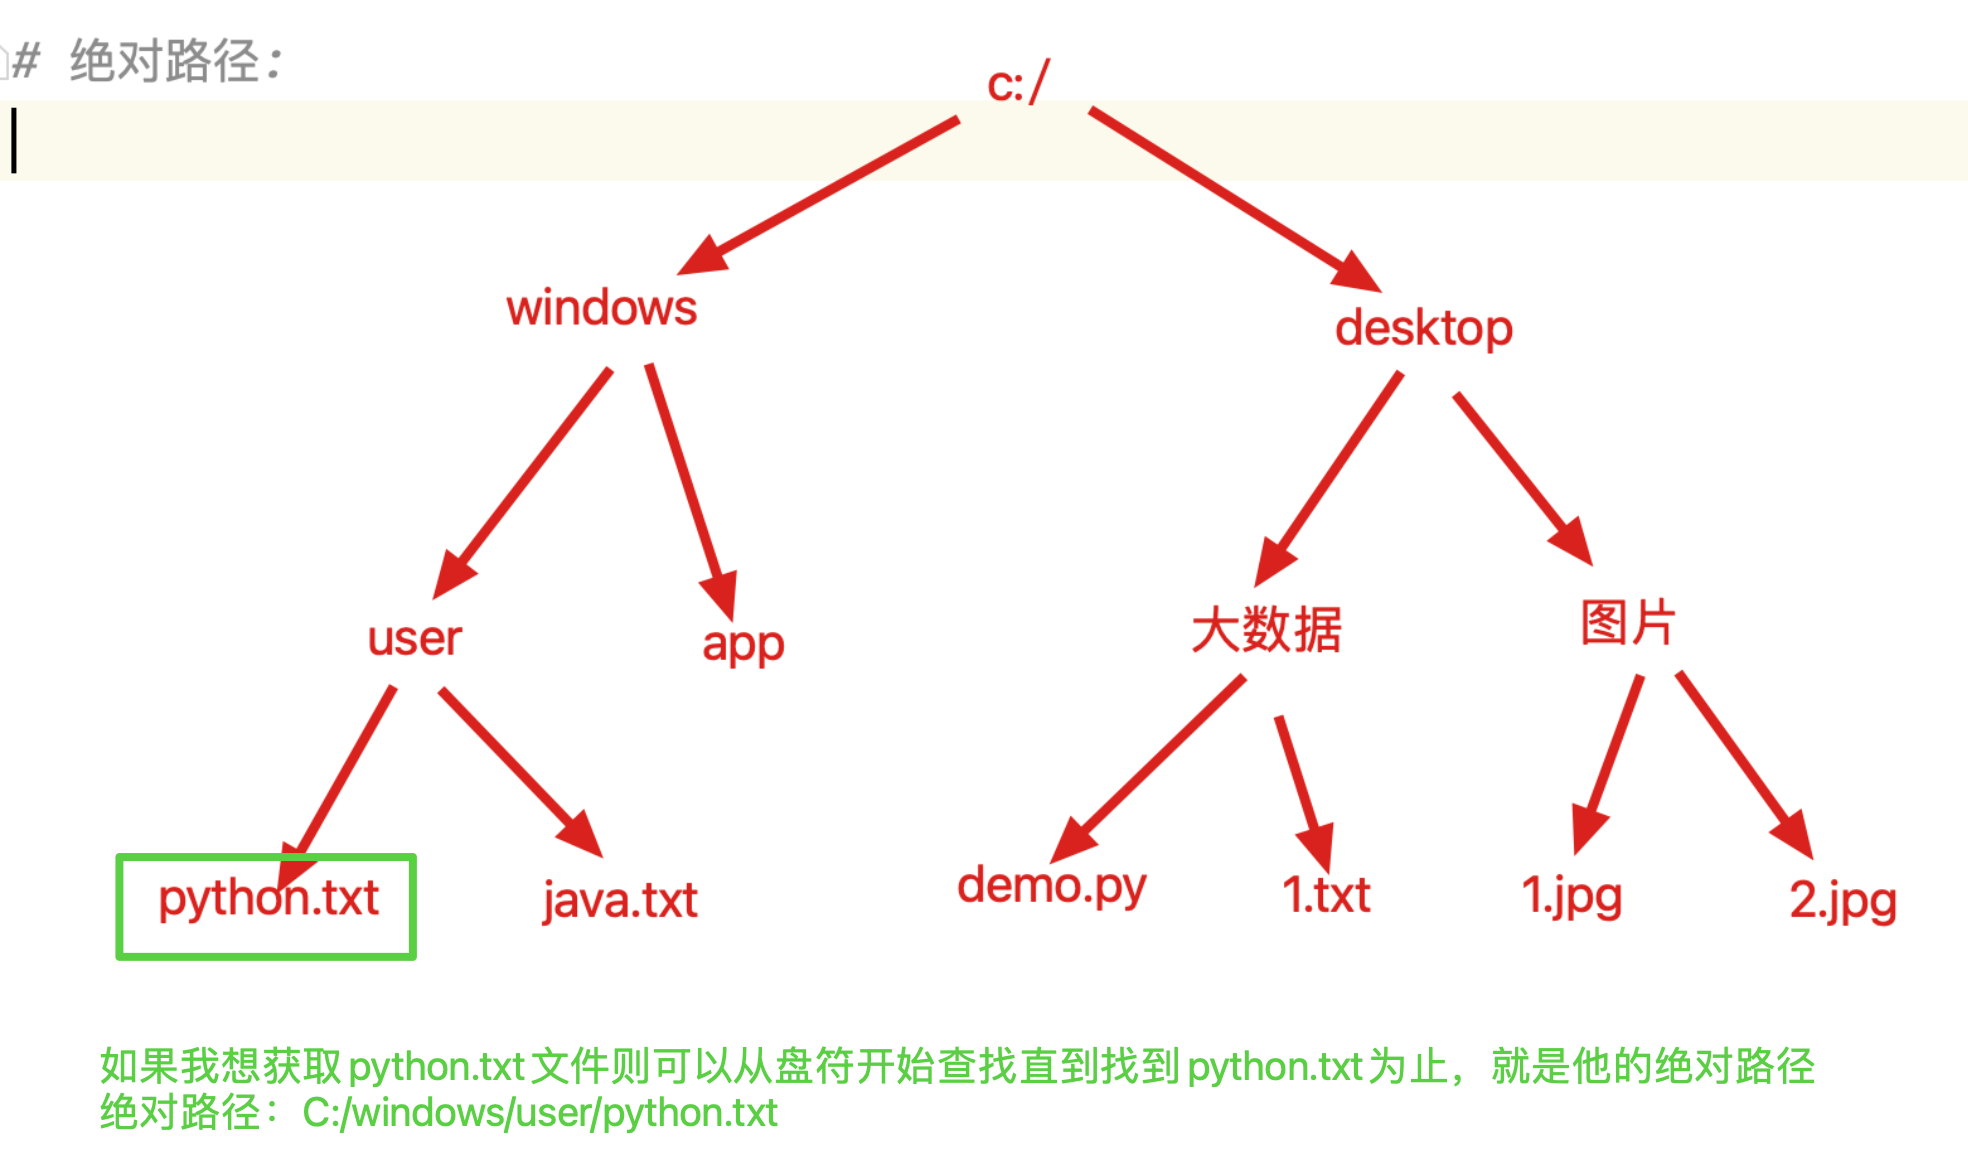 # 绝对路径：
c:/
windows
desktop
user
app
大数据
图片
python.txt
java.txt
demo.py
1.txt
1.jpg
2.jpg
如果我想获取python.txt文件则可以从盘符开始查找直到找到python.txt为止，就是他的绝对路径
绝对路径：C:/windows/user/python.txt